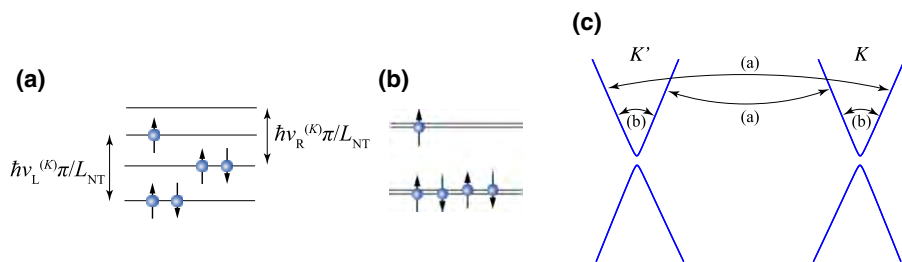 (a)
ħv_L^(K)π/L_NT
ħv_R^(K)π/L_NT
(b)
(c)
K’
K
(a)
(a)
(b)
(b)